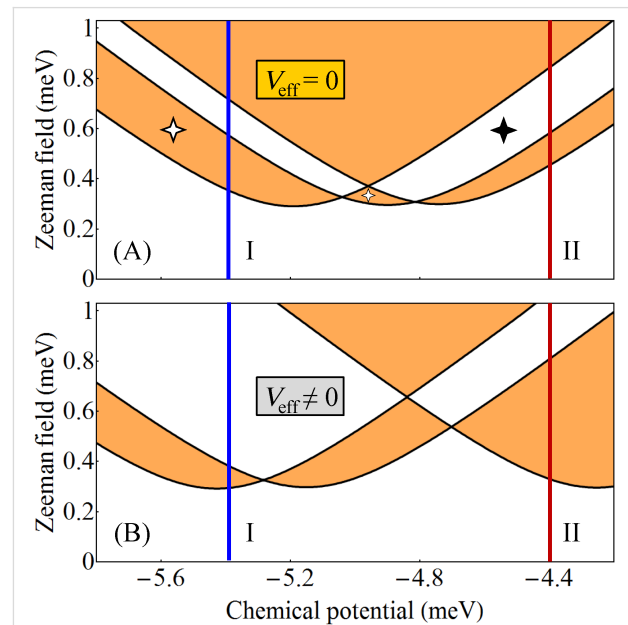 1
0.8
0.6
0.4
0.2
0
Zeeman field (meV)
V_eff = 0
(A)
I
II
1
0.8
0.6
0.4
0.2
0
Zeeman field (meV)
V_eff ≠ 0
(B)
I
II
−5.6
−5.2
−4.8
−4.4
Chemical potential (meV)